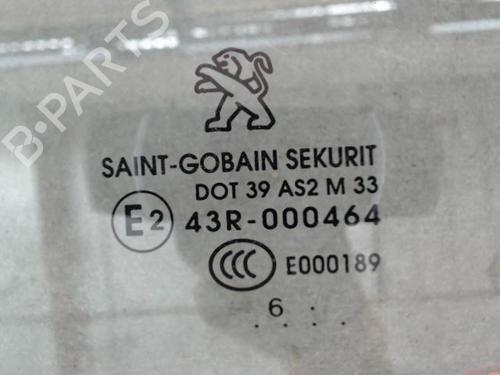 B-PARTS
SAINT-GOBAIN SEKURIT
DOT 39 AS2 M 33
E2 43R-000464
CCC E000189
6 . .
. . . .